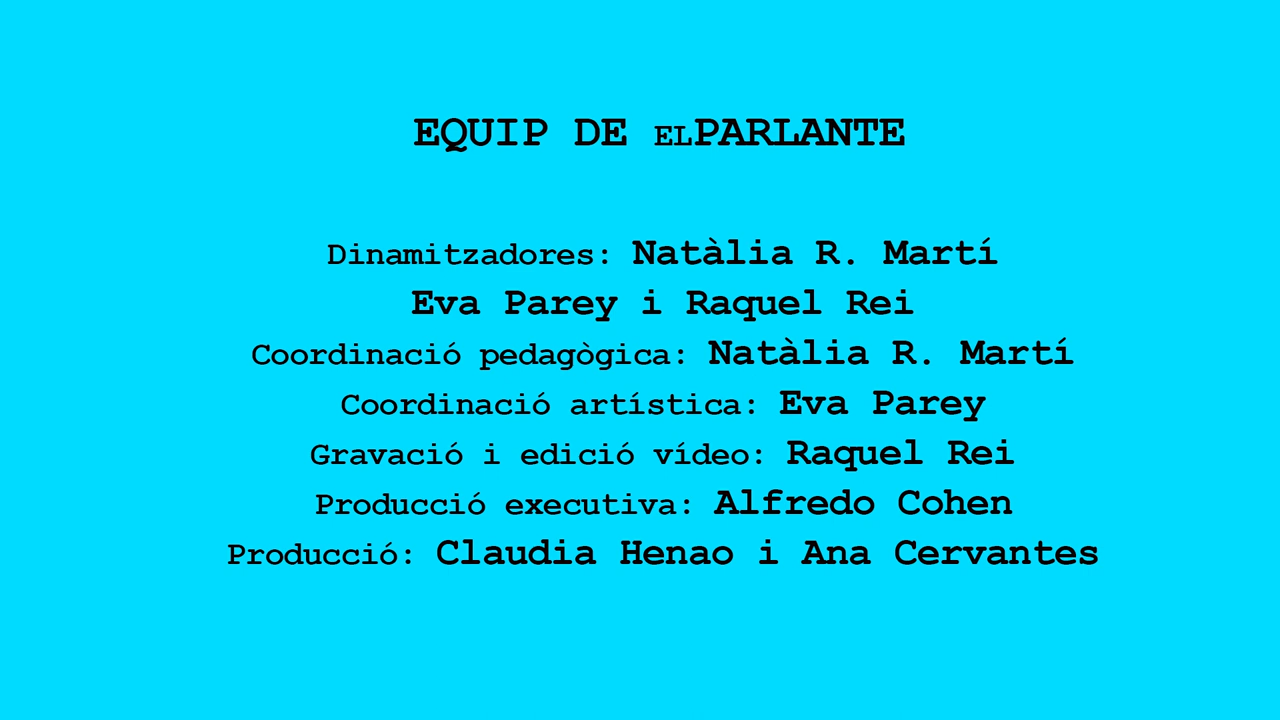 EQUIP DE ELPARLANTE
Dinamitzadores: Natàlia R. Martí
Eva Parey i Raquel Rei
Coordinació pedagògica: Natàlia R. Martí
Coordinació artística: Eva Parey
Gravació i edició vídeo: Raquel Rei
Producció executiva: Alfredo Cohen
Producció: Claudia Henao i Ana Cervantes